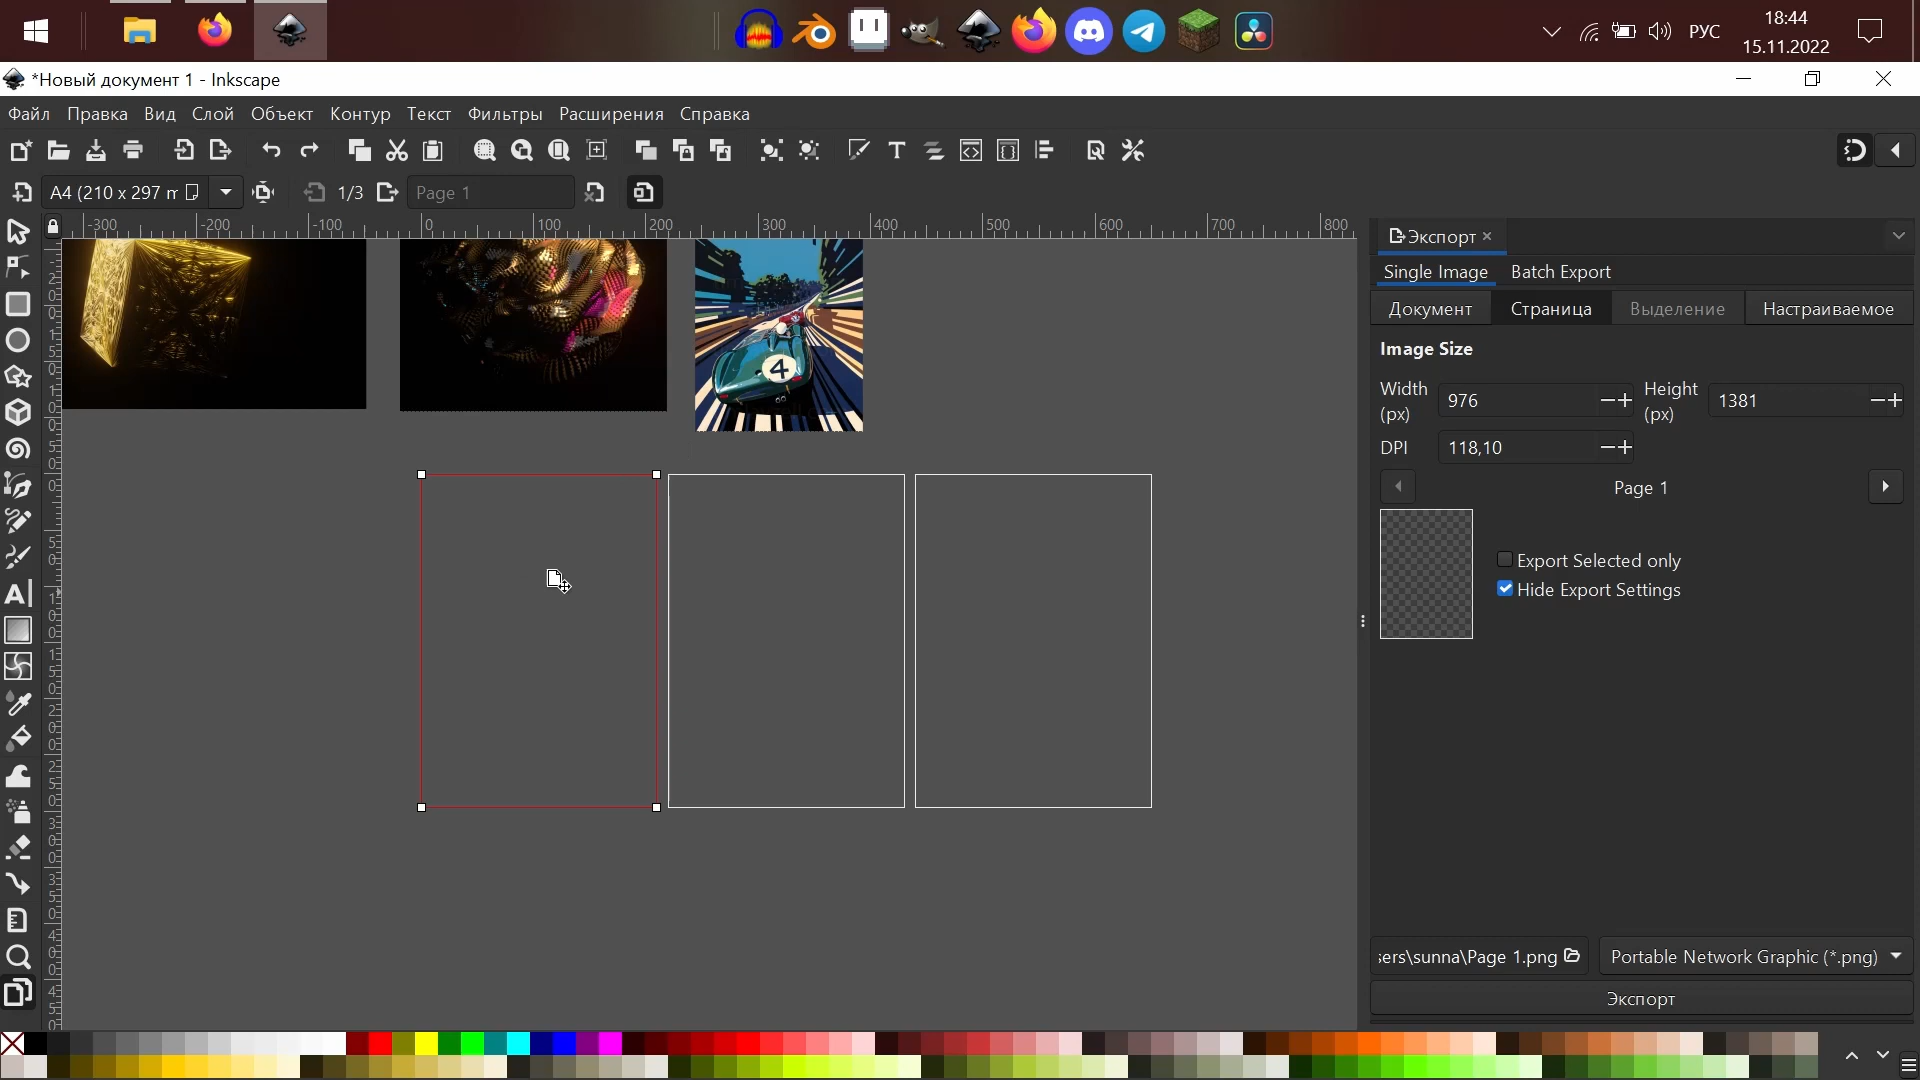 РУС
18:44
15.11.2022
*Новый документ 1 - Inkscape
Файл Правка Вид Слой Объект Контур Текст Фильтры Расширения Справка
A4 (210 x 297 m
1/3
Page 1
-300 -200 -100 0 100 200 300 400 500 600 700 800
Экспорт
Single Image Batch Export
Документ Страница Выделение Настраиваемое
Image Size
Width (px) 976 Height (px) 1381
DPI 118,10
Page 1
Export Selected only
Hide Export Settings
4
sers\sunna\Page 1.png
Portable Network Graphic (*.png)
Экспорт